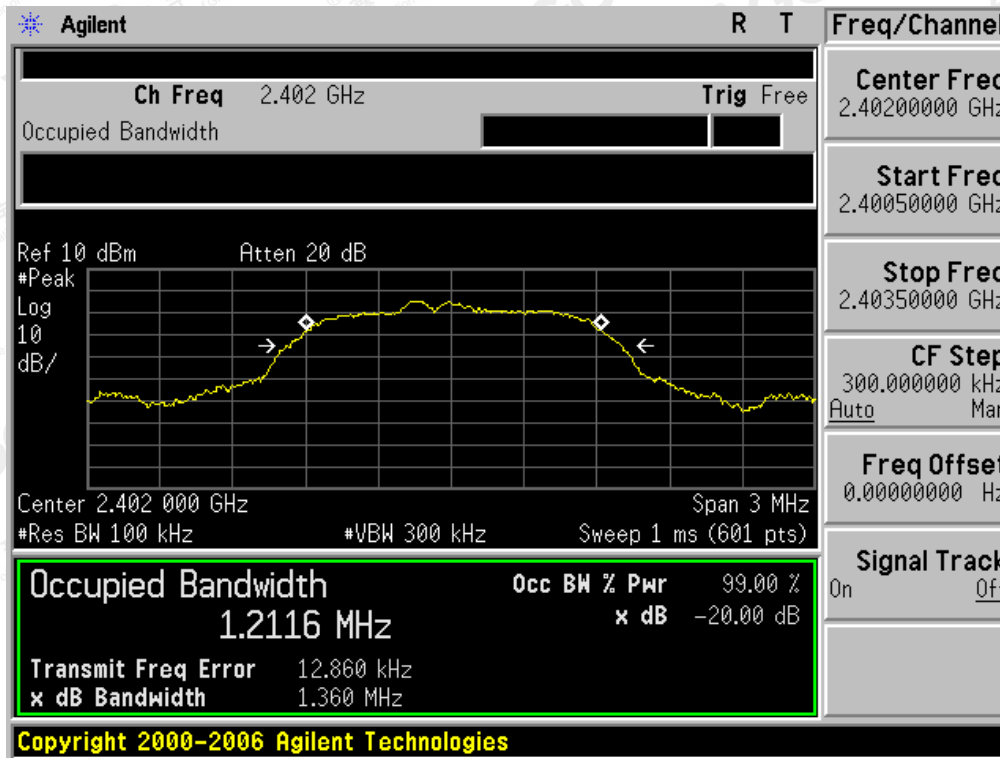 Agilent R T
Freq/Channel
Ch Freq 2.402 GHz Trig Free
Occupied Bandwidth
Center Freq
2.40200000 GHz
Start Freq
2.40050000 GHz
Stop Freq
2.40350000 GHz
CF Step
300.000000 kHz
Auto Man
Freq Offset
0.00000000 Hz
Signal Track
On Off
Ref 10 dBm Atten 20 dB
#Peak
Log
10
dB/
Center 2.402 000 GHz Span 3 MHz
#Res BW 100 kHz #VBW 300 kHz Sweep 1 ms (601 pts)
Occupied Bandwidth
1.2116 MHz
Occ BW % Pwr 99.00 %
x dB -20.00 dB
Transmit Freq Error 12.860 kHz
x dB Bandwidth 1.360 MHz
Copyright 2000-2006 Agilent Technologies